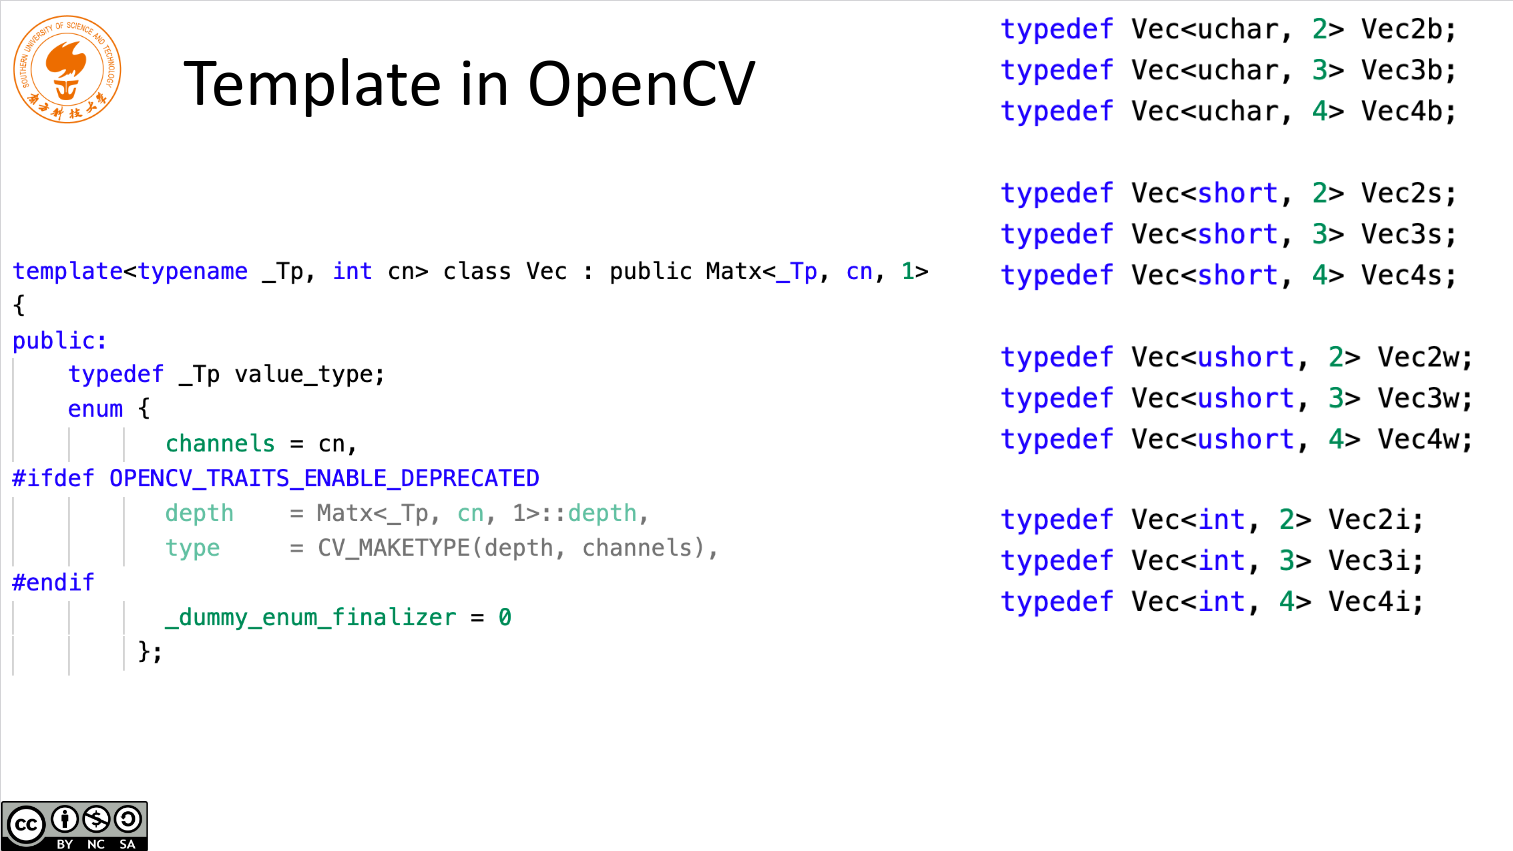 SOUTHERN UNIVERSITY OF SCIENCE AND TECHNOLOGY
南方科技大学
Template in OpenCV
template<typename _Tp, int cn> class Vec : public Matx<_Tp, cn, 1>
{
public:
    typedef _Tp value_type;
    enum {
           channels = cn,
#ifdef OPENCV_TRAITS_ENABLE_DEPRECATED
           depth    = Matx<_Tp, cn, 1>::depth,
           type     = CV_MAKETYPE(depth, channels),
#endif
           _dummy_enum_finalizer = 0
         };
typedef Vec<uchar, 2> Vec2b;
typedef Vec<uchar, 3> Vec3b;
typedef Vec<uchar, 4> Vec4b;
typedef Vec<short, 2> Vec2s;
typedef Vec<short, 3> Vec3s;
typedef Vec<short, 4> Vec4s;
typedef Vec<ushort, 2> Vec2w;
typedef Vec<ushort, 3> Vec3w;
typedef Vec<ushort, 4> Vec4w;
typedef Vec<int, 2> Vec2i;
typedef Vec<int, 3> Vec3i;
typedef Vec<int, 4> Vec4i;
cc
BY NC SA